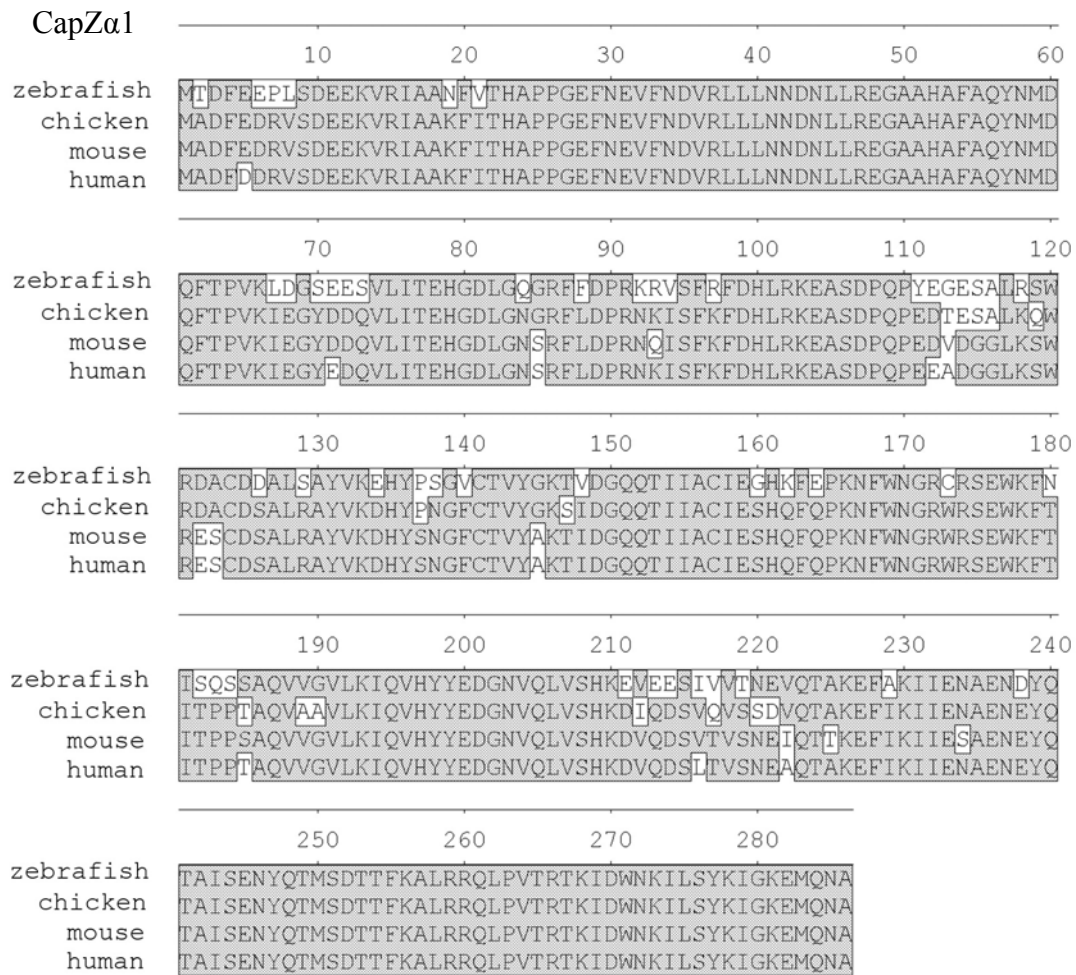 CapZα1
10 20 30 40 50 60
zebrafish MTDFEEPLSDEEKVRIAANFVTHAPPGEFNEVFNDVRLLLNNDNLLREGAAHAFAQYNMD
chicken MADFEDRVSDEEKVRIAAKFITHAPPGEFNEVFNDVRLLLNNDNLLREGAAHAFAQYNMD
mouse MADFEDRVSDEEKVRIAAKFITHAPPGEFNEVFNDVRLLLNNDNLLREGAAHAFAQYNMD
human MADFDDRVSDEEKVRIAAKFITHAPPGEFNEVFNDVRLLLNNDNLLREGAAHAFAQYNMD
70 80 90 100 110 120
zebrafish QFTPVKLDGSEESVLITEHGDLGQGRFFDPRKRVSFRFDHLRKEASDPQPYEGESALRSW
chicken QFTPVKIEGYDDQVLITEHGDLGNGRFLDPRNKISFKFDHLRKEASDPQPEDTESALKQW
mouse QFTPVKIEGYDDQVLITEHGDLGNSRFLDPRNQISFKFDHLRKEASDPQPEDVDGGLKSW
human QFTPVKIEGYEDQVLITEHGDLGNSRFLDPRNKISFKFDHLRKEASDPQPEEADGGLKSW
130 140 150 160 170 180
zebrafish RDACDDALSAYVKEHYPSGVCTVYGKTVDGQQTIIACIEGHKFEPKNFWNGRCRSEWKFN
chicken RDACDSALRAYVKDHYPNGFCTVYGKSIDGQQTIIACIESHQFQPKNFWNGRWRSEWKFT
mouse RESCDSALRAYVKDHYSNGFCTVYAKTIDGQQTIIACIESHQFQPKNFWNGRWRSEWKFT
human RESCDSALRAYVKDHYSNGFCTVYAKTIDGQQTIIACIESHQFQPKNFWNGRWRSEWKFT
190 200 210 220 230 240
zebrafish ISQSSAQVVGVLKIQVHYYEDGNVQLVSHKEVEESIVVTNEVQTAKEFAKIIENAENDYQ
chicken ITPPTAQVAAVLKIQVHYYEDGNVQLVSHKDIQDSVQVSSDVQTAKEFIKIIENAENEYQ
mouse ITPPSAQVVGVLKIQVHYYEDGNVQLVSHKDVQDSVTVSNEIQTTKEFIKIIESAENEYQ
human ITPPTAQVVGVLKIQVHYYEDGNVQLVSHKDVQDSLTVSNEAQTAKEFIKIIENAENEYQ
250 260 270 280
zebrafish TAISENYQTMSDTTFKALRRQLPVTRTKIDWNKILSYKIGKEMQNA
chicken TAISENYQTMSDTTFKALRRQLPVTRTKIDWNKILSYKIGKEMQNA
mouse TAISENYQTMSDTTFKALRRQLPVTRTKIDWNKILSYKIGKEMQNA
human TAISENYQTMSDTTFKALRRQLPVTRTKIDWNKILSYKIGKEMQNA